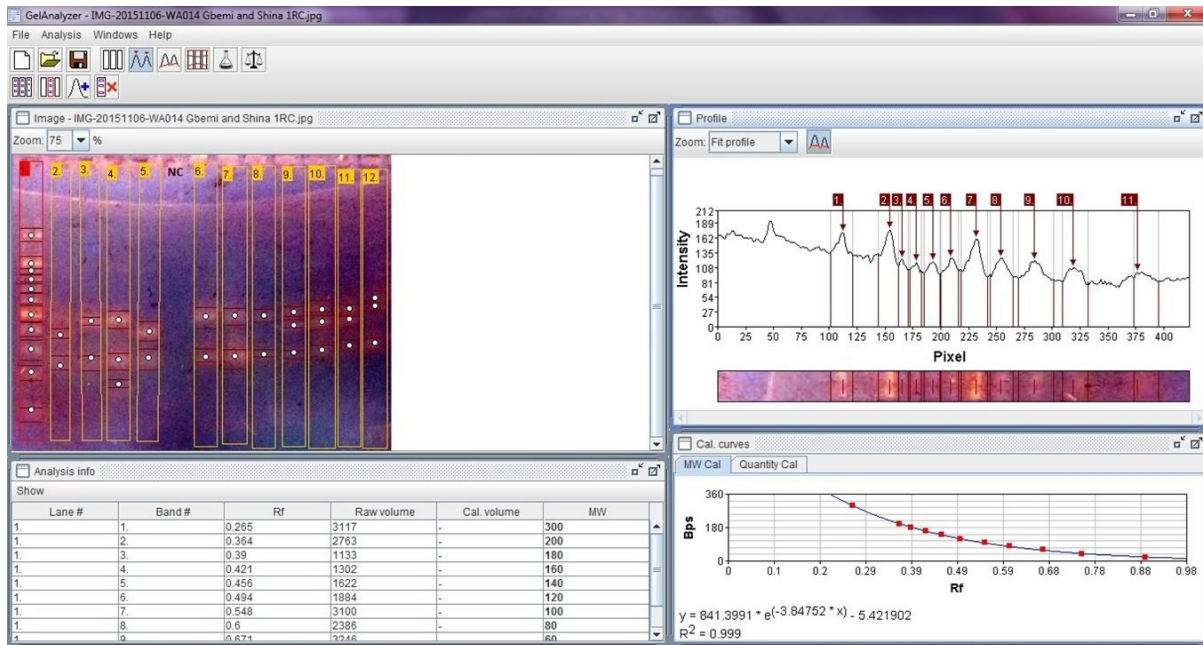 GelAnalyzer - IMG-20151106-WA014 Gbemi and Shina 1RC.jpg
File Analysis Windows Help
Image - IMG-20151106-WA014 Gbemi and Shina 1RC.jpg
Zoom: 75 %
1. 2. 3. 4. 5. NC 6. 7. 8. 9. 10. 11. 12.
Profile
Zoom: Fit profile
1. 2. 3. 4. 5. 6. 7. 8. 9. 10. 11.
212
189
162
135
108
81
54
27
0
Intensity
0 25 50 75 100 125 150 175 200 225 250 275 300 325 350 375 400
Pixel
Analysis info
Show
Lane # Band # Rf Raw volume Cal. volume MW
1. 1. 0.265 3117 - 300
1. 2. 0.364 2763 - 200
1. 3. 0.39 1133 - 180
1. 4. 0.421 1302 - 160
1. 5. 0.456 1622 - 140
1. 6. 0.494 1884 - 120
1. 7. 0.548 3100 - 100
1. 8. 0.6 2386 - 80
1. 9. 0.671 3246 - 60
Cal. curves
MW Cal Quantity Cal
360
180
0
Bps
0 0.1 0.2 0.29 0.39 0.49 0.59 0.68 0.78 0.88 0.98
Rf
y = 841.3991 * e(-3.84752 * x) - 5.421902
R2 = 0.999